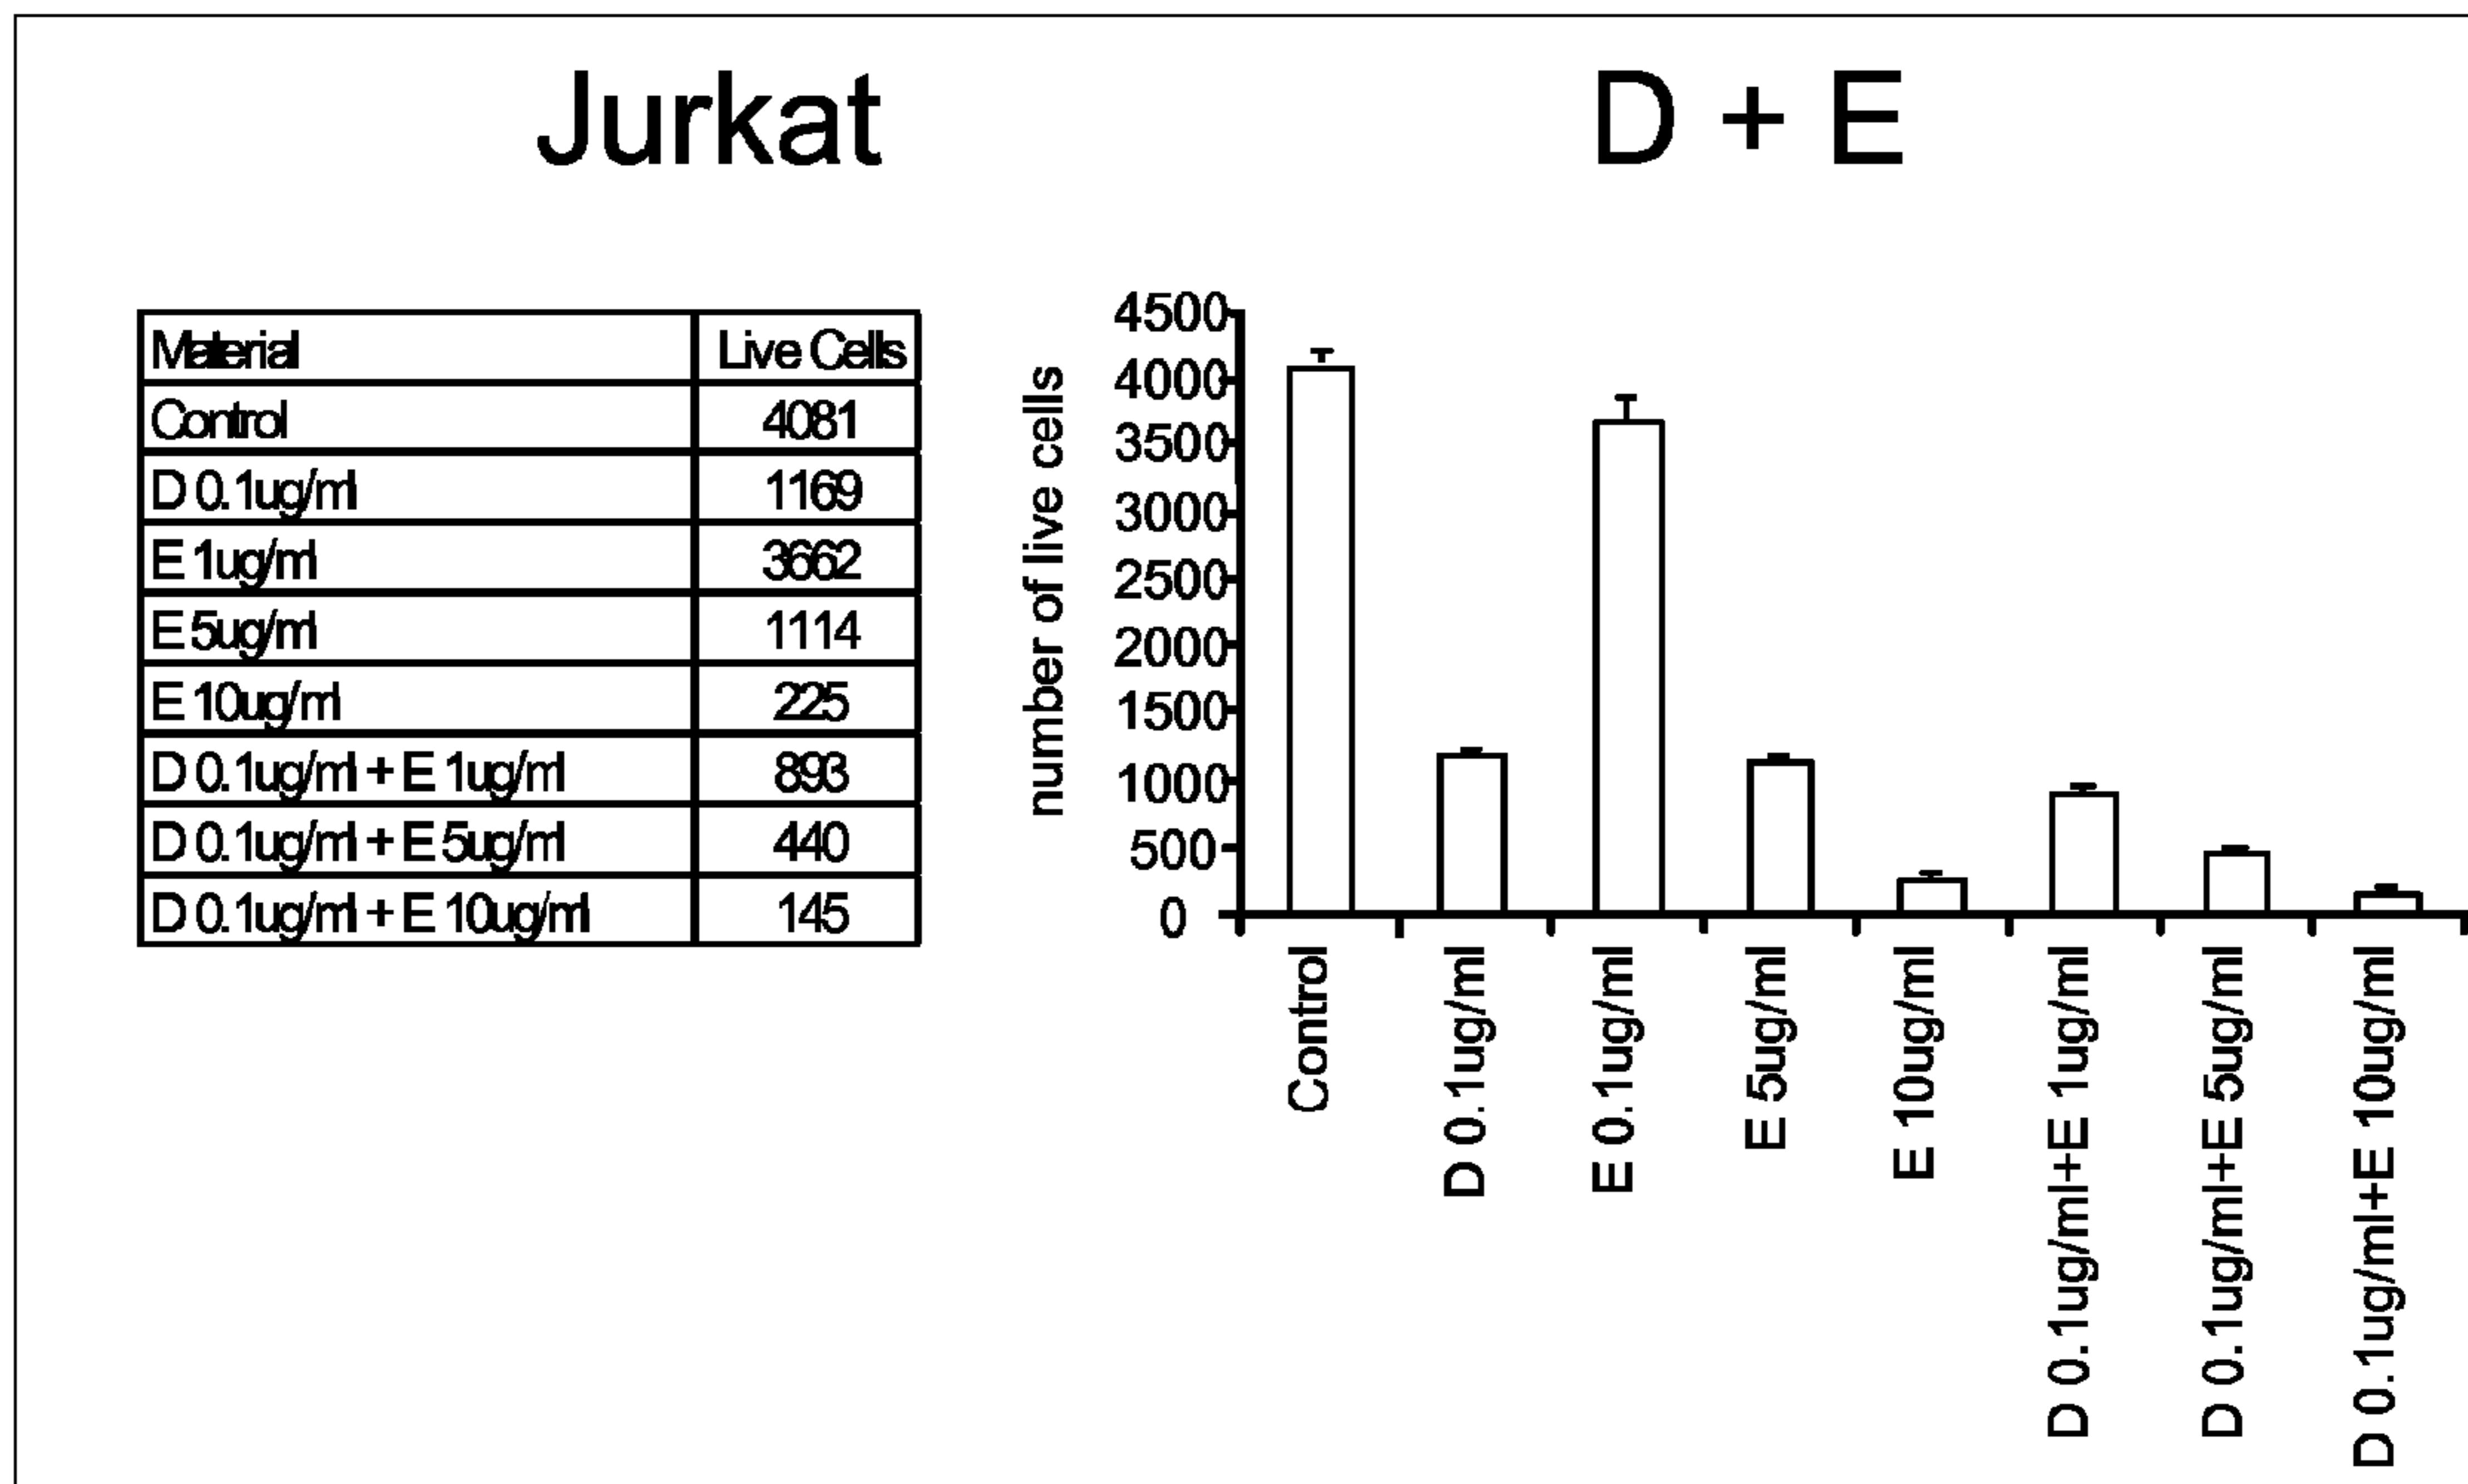 Jurkat
D + E
Material Live Cells
Control 4081
D 0.1ug/ml 1169
E 1ug/ml 3662
E 5ug/ml 1114
E 10ug/ml 225
D 0.1ug/ml + E 1ug/ml 893
D 0.1ug/ml + E 5ug/ml 440
D 0.1ug/ml + E 10ug/ml 145
number of live cells
4500
4000
3500
3000
2500
2000
1500
1000
500
0
Control
D 0.1ug/ml
E 0.1ug/ml
E 5ug/ml
E 10ug/ml
D 0.1ug/ml+E 1ug/ml
D 0.1ug/ml+E 5ug/ml
D 0.1ug/ml+E 10ug/ml